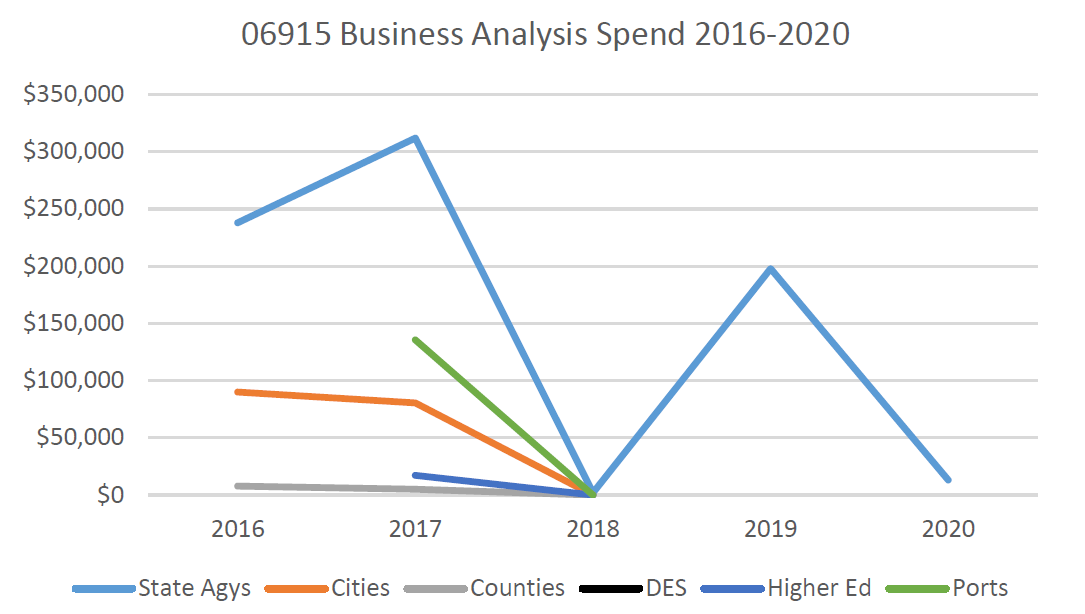 06915 Business Analysis Spend 2016-2020
$350,000
$300,000
$250,000
$200,000
$150,000
$100,000
$50,000
$0
2016 2017 2018 2019 2020
State Agys Cities Counties DES Higher Ed Ports